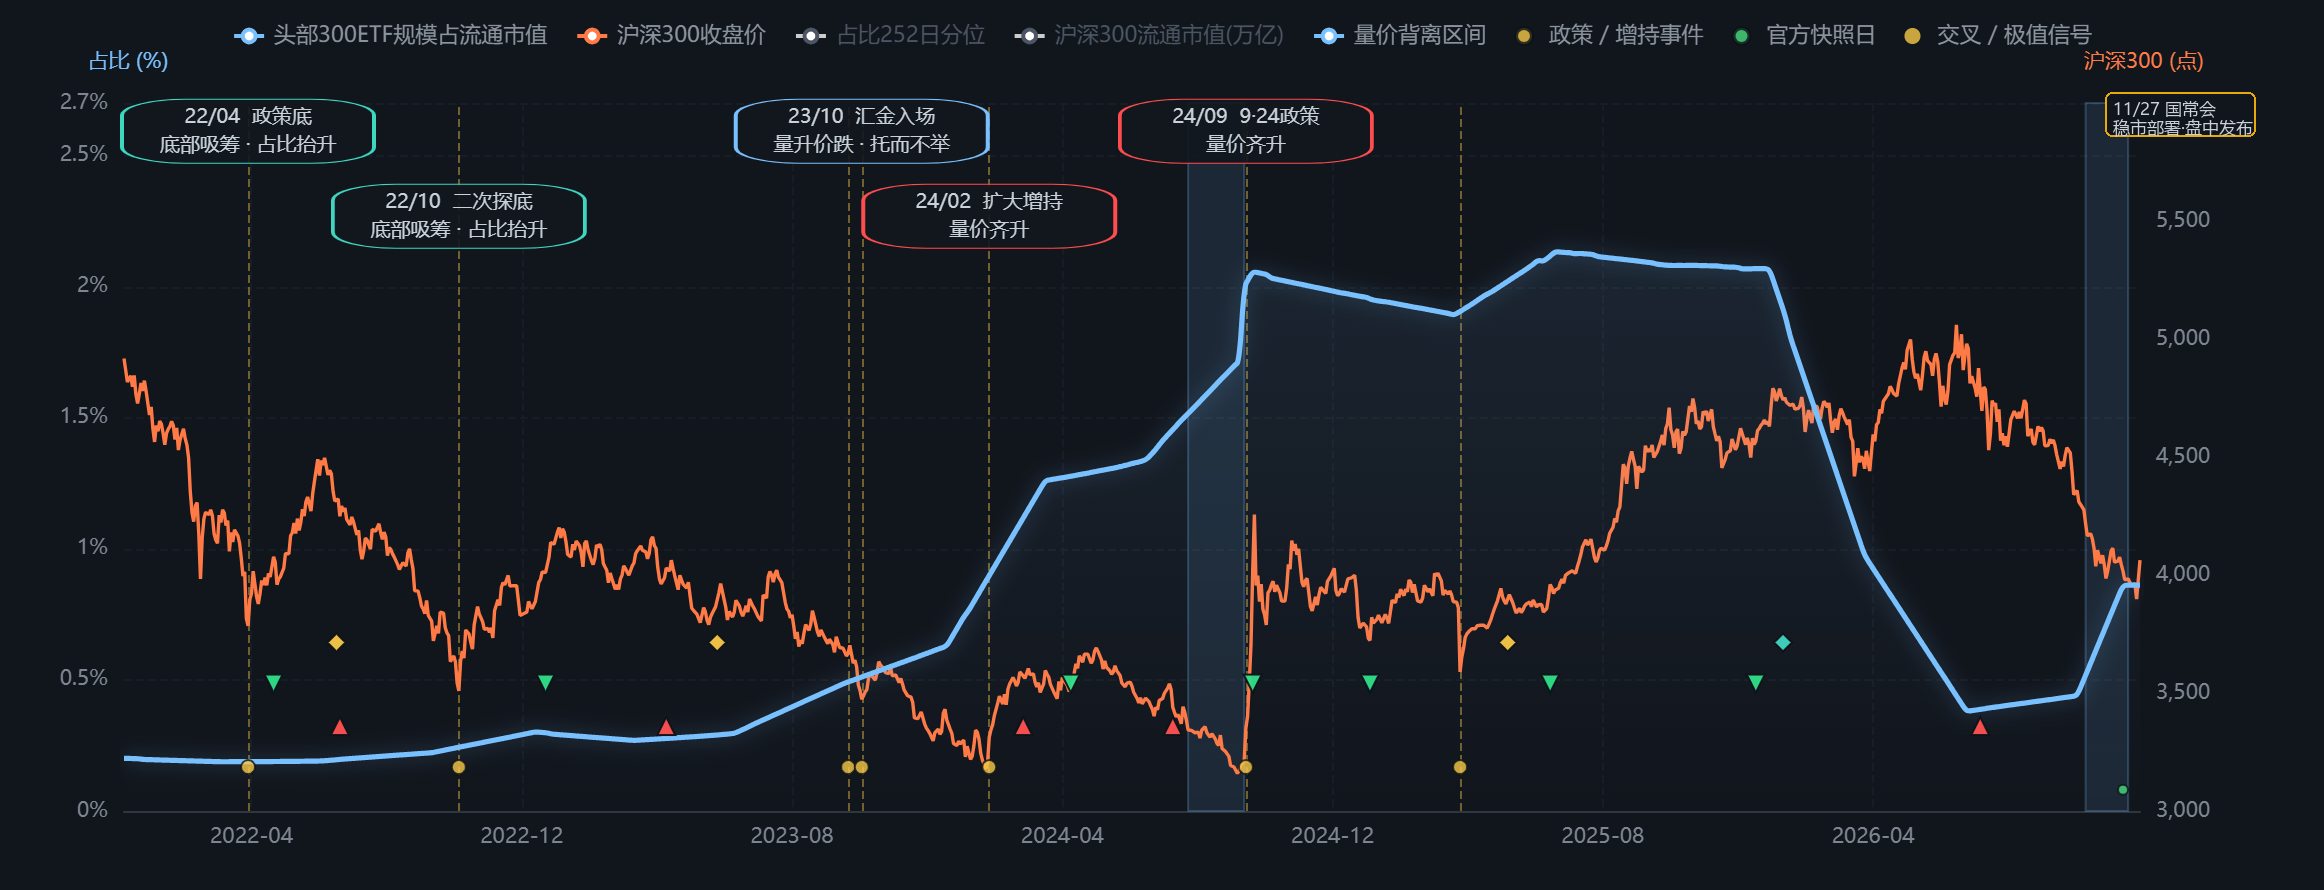 头部300ETF规模占流通市值
沪深300收盘价
占比252日分位
沪深300流通市值(万亿)
量价背离区间
政策 / 增持事件
官方快照日
交叉 / 极值信号
占比 (%)
沪深300 (点)
2.7%
2.5%
2%
1.5%
1%
0.5%
0%
22/04 政策底
底部吸筹 · 占比抬升
22/10 二次探底
底部吸筹 · 占比抬升
23/10 汇金入场
量升价跌 · 托而不举
24/02 扩大增持
量价齐升
24/09 9·24政策
量价齐升
11/27 国常会
稳市部署·盘中发布
5,500
5,000
4,500
4,000
3,500
3,000
2022-04
2022-12
2023-08
2024-04
2024-12
2025-08
2026-04